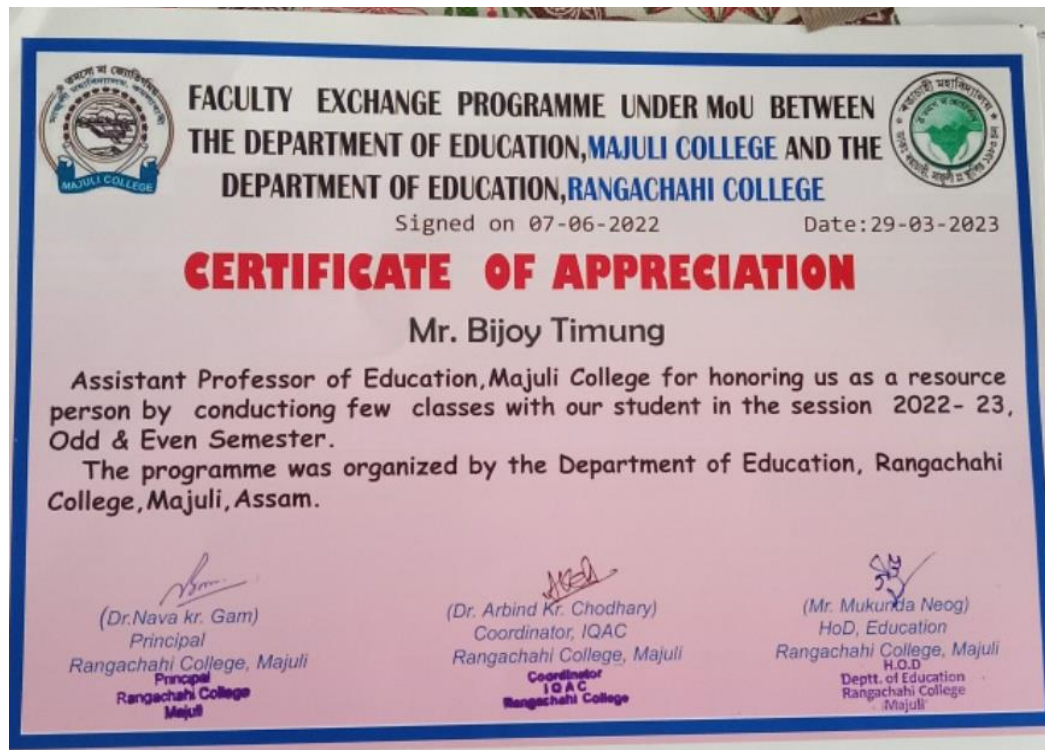 FACULTY EXCHANGE PROGRAMME UNDER MoU BETWEEN
THE DEPARTMENT OF EDUCATION,MAJULI COLLEGE AND THE
DEPARTMENT OF EDUCATION,RANGACHAHI COLLEGE
MAJULI COLLEGE
Signed on 07-06-2022 Date:29-03-2023
CERTIFICATE OF APPRECIATION
Mr. Bijoy Timung
Assistant Professor of Education,Majuli College for honoring us as a resource
person by conductiong few classes with our student in the session 2022- 23,
Odd & Even Semester.
The programme was organized by the Department of Education, Rangachahi
College,Majuli,Assam.
(Dr.Nava kr. Gam)
Principal
Rangachahi College, Majuli
Principal
Rangachahi College
Majuli
(Dr. Arbind Kr. Chodhary)
Coordinator, IQAC
Rangachahi College, Majuli
Coordinator
IQAC
Rangachahi College
(Mr. Mukunda Neog)
HoD, Education
Rangachahi College, Majuli
H.O.D
Deptt. of Education
Rangachahi College
Majuli